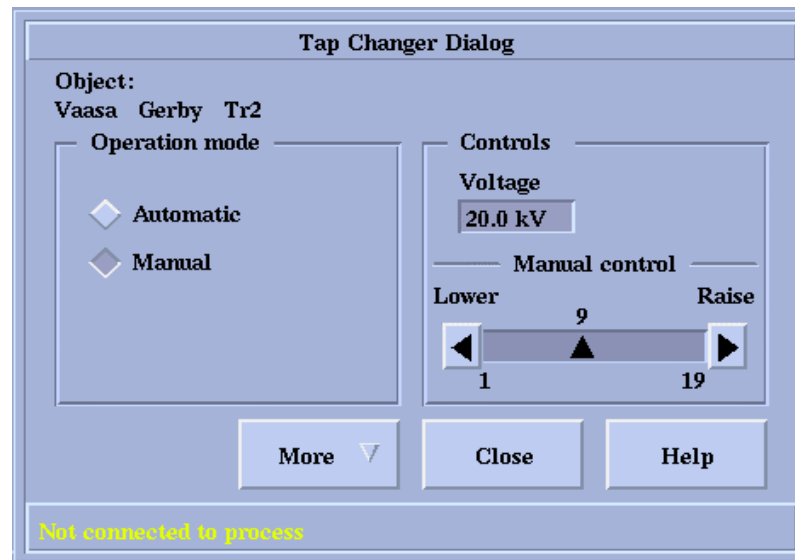 Tap Changer Dialog
Object:
Vaasa Gerby Tr2
Operation mode
Automatic
Manual
Controls
Voltage
20.0 kV
Manual control
Lower Raise
9
1 19
More Close Help
Not connected to process